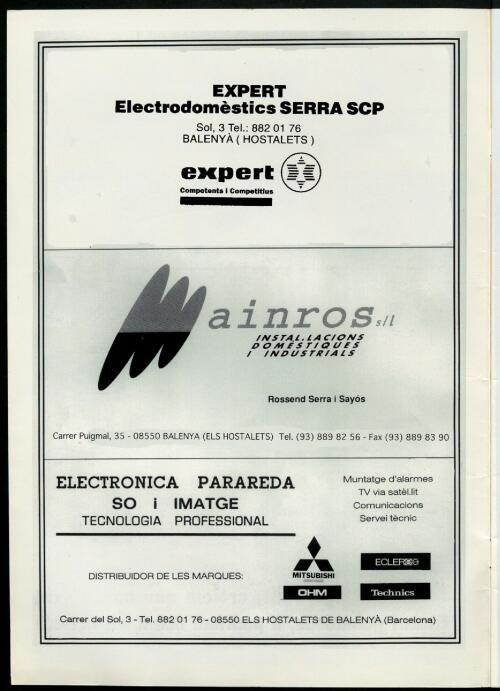 EXPERT
Electrodomèstics SERRA SCP
Sol, 3 Tel.: 882 01 76
BALENYÀ ( HOSTALETS )
expert
Competents i Competitius
Mainros s/l
INSTAL.LACIONS
DOMÈSTIQUES
I INDUSTRIALS
Rossend Serra i Sayós
Carrer Puigmal, 35 - 08550 BALENYA (ELS HOSTALETS) Tel. (93) 889 82 56 - Fax (93) 889 83 90
ELECTRONICA PARAREDA
SO i IMATGE
TECNOLOGIA PROFESSIONAL
Muntatge d'alarmes
TV via satèl.lit
Comunicacions
Servei tècnic
DISTRIBUIDOR DE LES MARQUES:
MITSUBISHI
OHM
ECLER
Technics
Carrer del Sol, 3 - Tel. 882 01 76 - 08550 ELS HOSTALETS DE BALENYÀ (Barcelona)